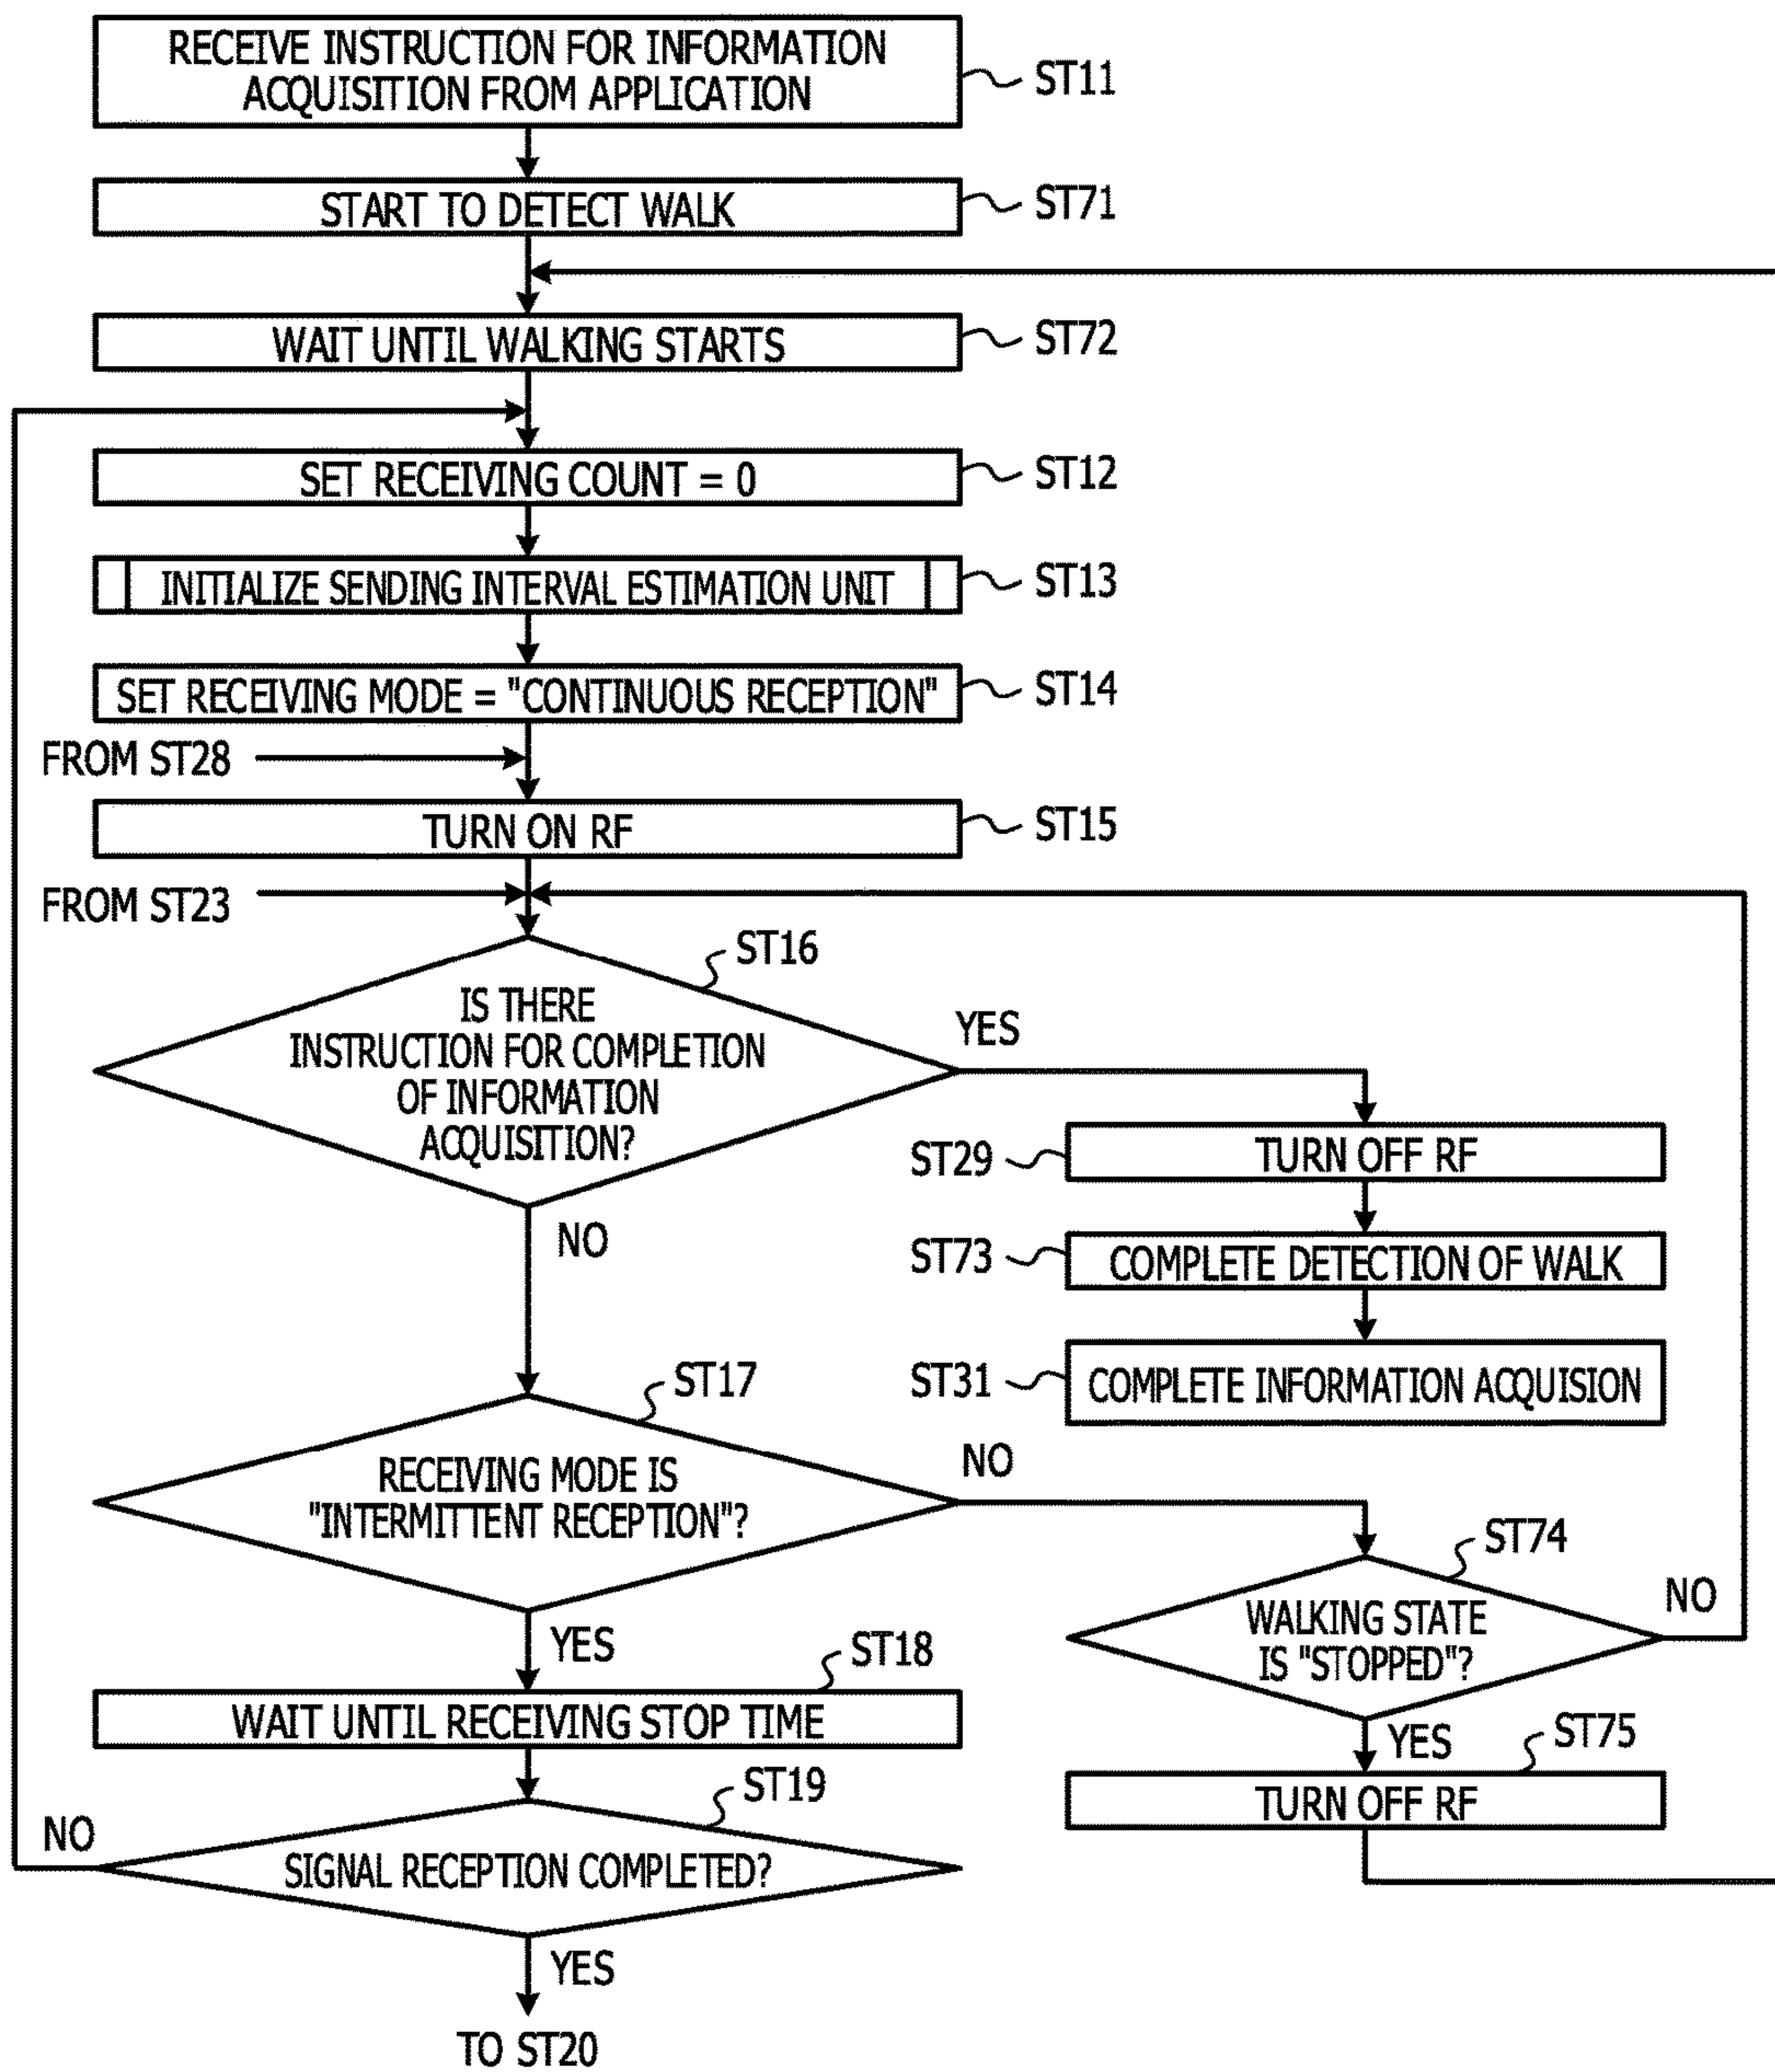 RECEIVE INSTRUCTION FOR INFORMATION
ACQUISITION FROM APPLICATION
ST11
START TO DETECT WALK
ST71
WAIT UNTIL WALKING STARTS
ST72
SET RECEIVING COUNT = 0
ST12
INITIALIZE SENDING INTERVAL ESTIMATION UNIT
ST13
SET RECEIVING MODE = "CONTINUOUS RECEPTION"
ST14
FROM ST28
TURN ON RF
ST15
FROM ST23
ST16
IS THERE
INSTRUCTION FOR COMPLETION
OF INFORMATION
ACQUISITION?
YES
NO
ST29
TURN OFF RF
ST73
COMPLETE DETECTION OF WALK
ST31
COMPLETE INFORMATION ACQUISION
ST17
RECEIVING MODE IS
"INTERMITTENT RECEPTION"?
NO
YES
ST74
WALKING STATE
IS "STOPPED"?
NO
YES
ST75
TURN OFF RF
ST18
WAIT UNTIL RECEIVING STOP TIME
ST19
SIGNAL RECEPTION COMPLETED?
NO
YES
TO ST20